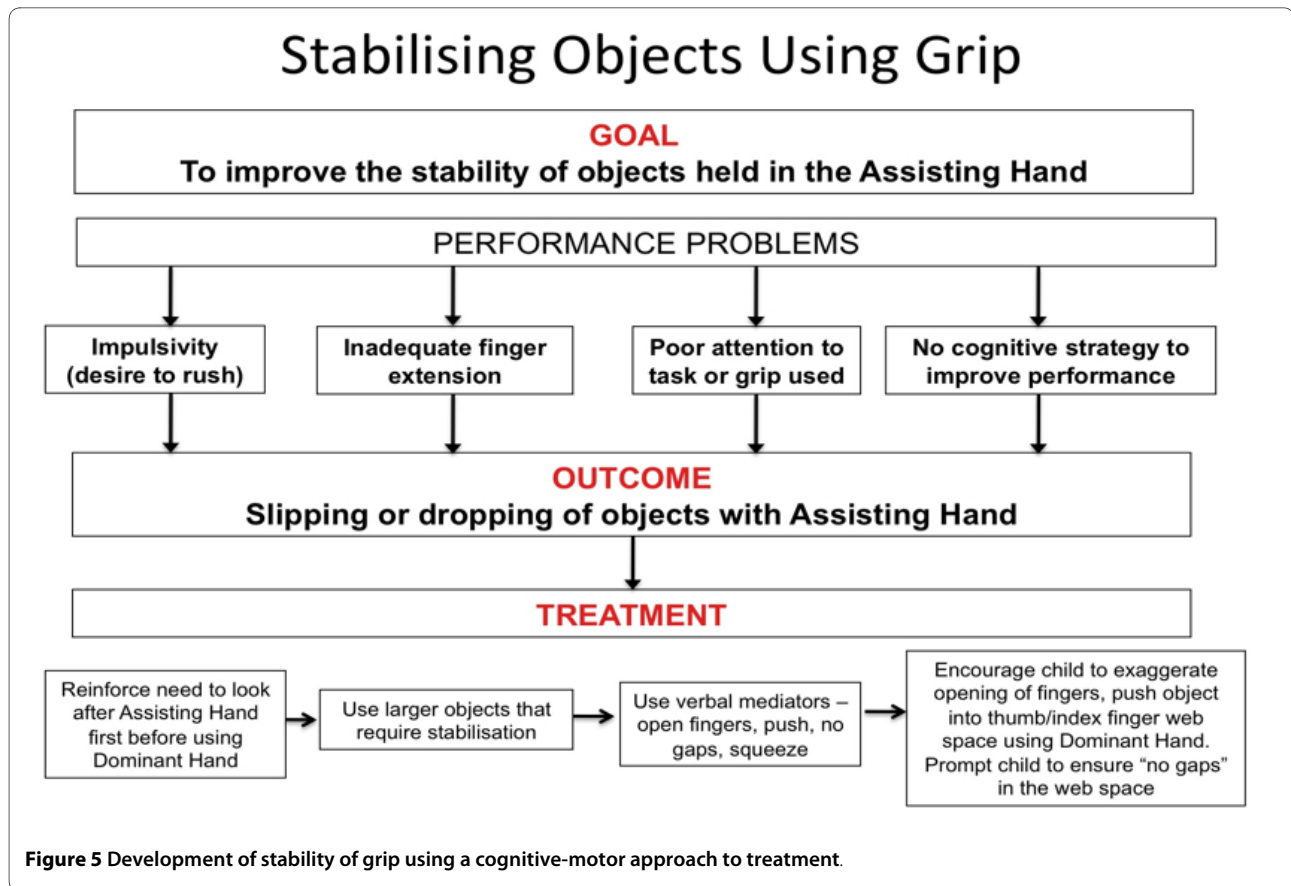 Stabilising Objects Using Grip
GOAL
To improve the stability of objects held in the Assisting Hand
PERFORMANCE PROBLEMS
Impulsivity
(desire to rush)
Inadequate finger
extension
Poor attention to
task or grip used
No cognitive strategy to
improve performance
OUTCOME
Slipping or dropping of objects with Assisting Hand
TREATMENT
Reinforce need to look
after Assisting Hand
first before using
Dominant Hand
Use larger objects that
require stabilisation
Use verbal mediators –
open fingers, push, no
gaps, squeeze
Encourage child to exaggerate
opening of fingers, push object
into thumb/index finger web
space using Dominant Hand.
Prompt child to ensure “no gaps”
in the web space
Figure 5 Development of stability of grip using a cognitive-motor approach to treatment.